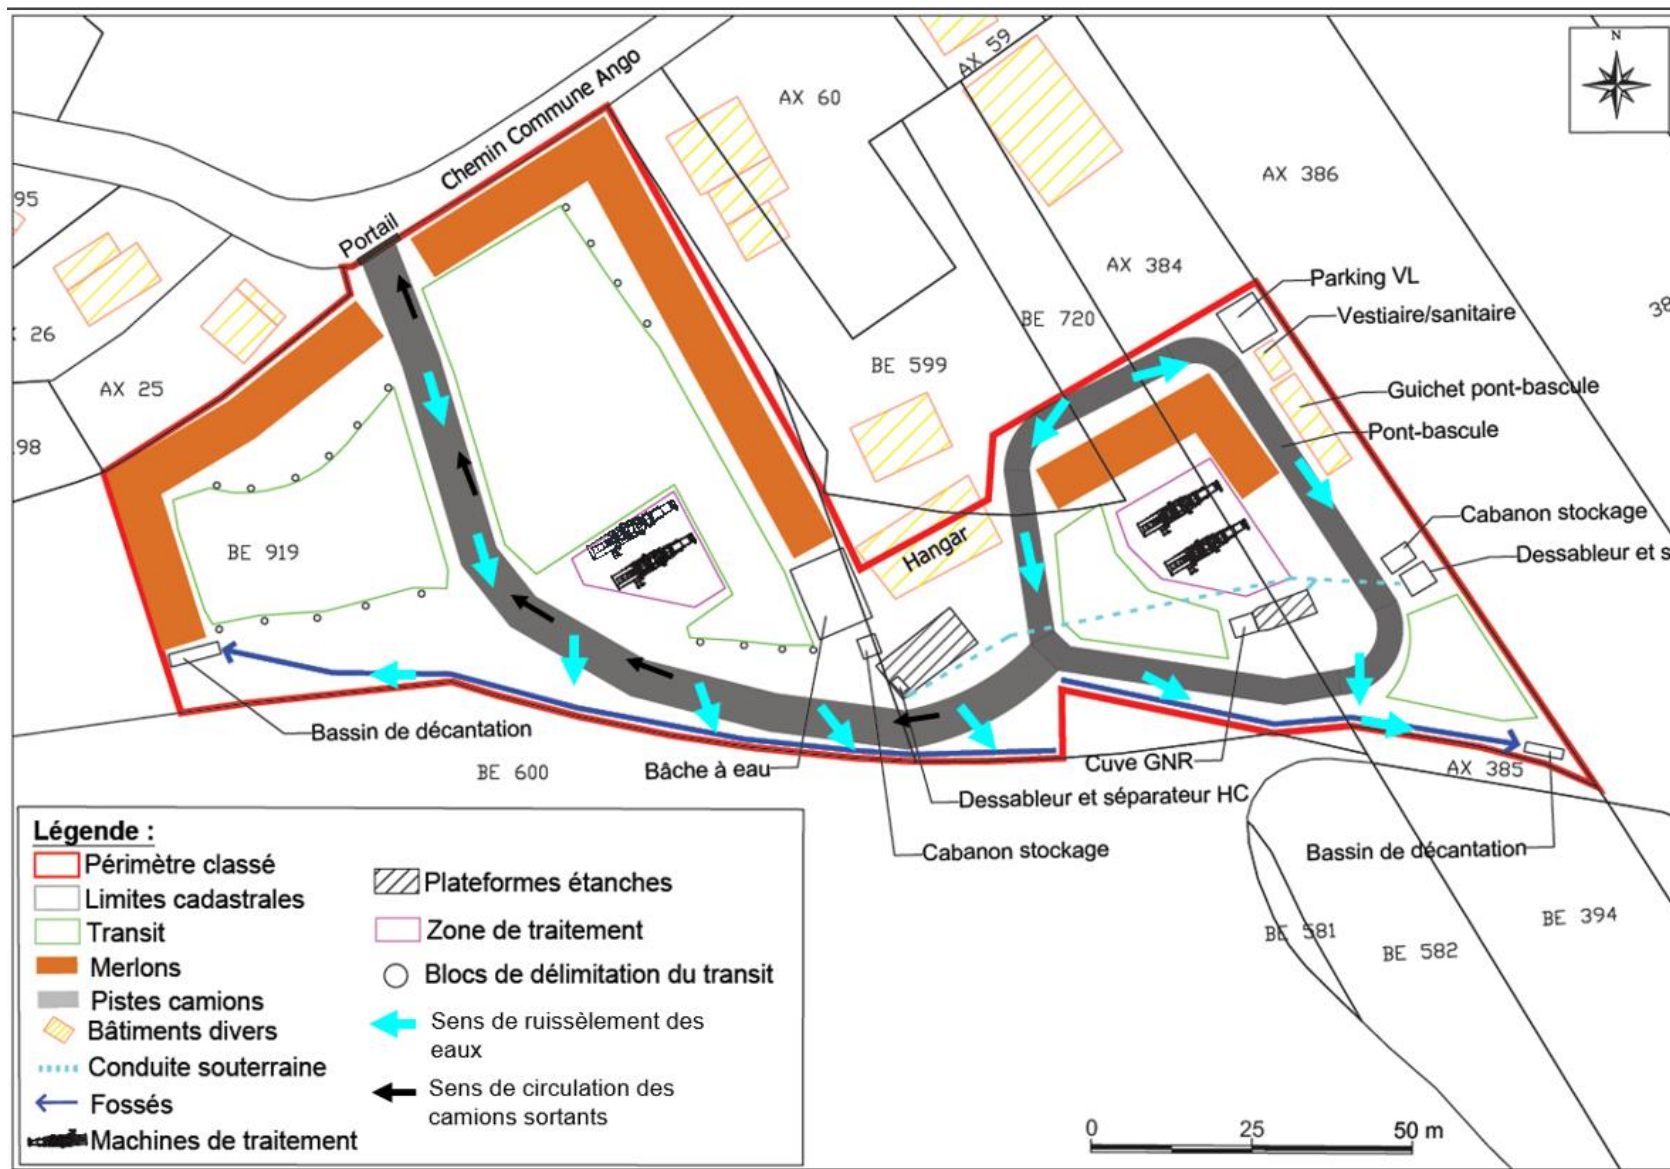 N
Chemin Commune Ango
AX 59
AX 60
AX 386
95
Portail
AX 384
Parking VL
38
26
BE 720
Vestiaire/sanitaire
AX 25
BE 599
Guichet pont-bascule
98
Pont-bascule
Cabanon stockage
BE 919
Hangar
Dessableur et s
Bassin de décantation
BE 600
Bâche à eau
Cuve GNR
AX 385
Dessableur et séparateur HC
Cabanon stockage
Bassin de décantation
BE 581
BE 582
BE 394
Légende :
Périmètre classé
Limites cadastrales
Transit
Merlons
Pistes camions
Bâtiments divers
Conduite souterraine
Fossés
Machines de traitement
Plateformes étanches
Zone de traitement
Blocs de délimitation du transit
Sens de ruissèlement des
eaux
Sens de circulation des
camions sortants
0 25 50 m